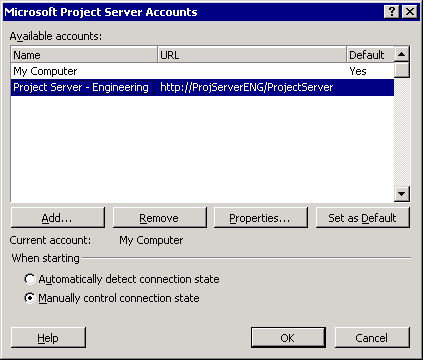 Microsoft Project Server Accounts
Available accounts:
Name URL Default
My Computer Yes
Project Server - Engineering http://ProjServerENG/ProjectServer
Add... Remove Properties... Set as Default
Current account: My Computer
When starting
Automatically detect connection state
Manually control connection state
Help OK Cancel